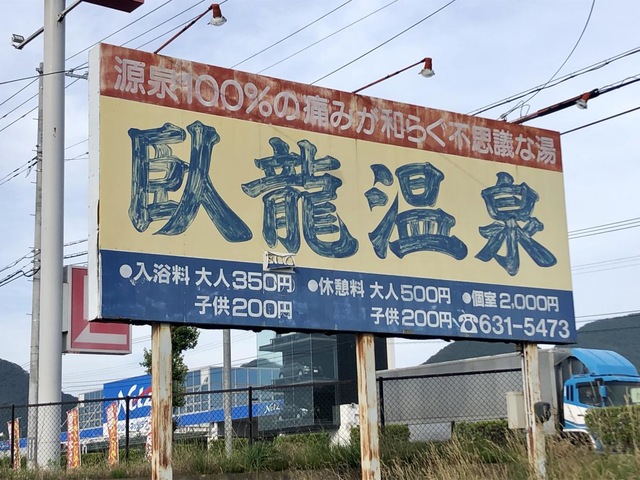 源泉100%の痛みが和らぐ不思議な湯
臥龍温泉
●入浴料 大人350円 ●休憩料 大人500円 ●個室2,000円
子供200円 子供200円 ☎631-5473
Netz